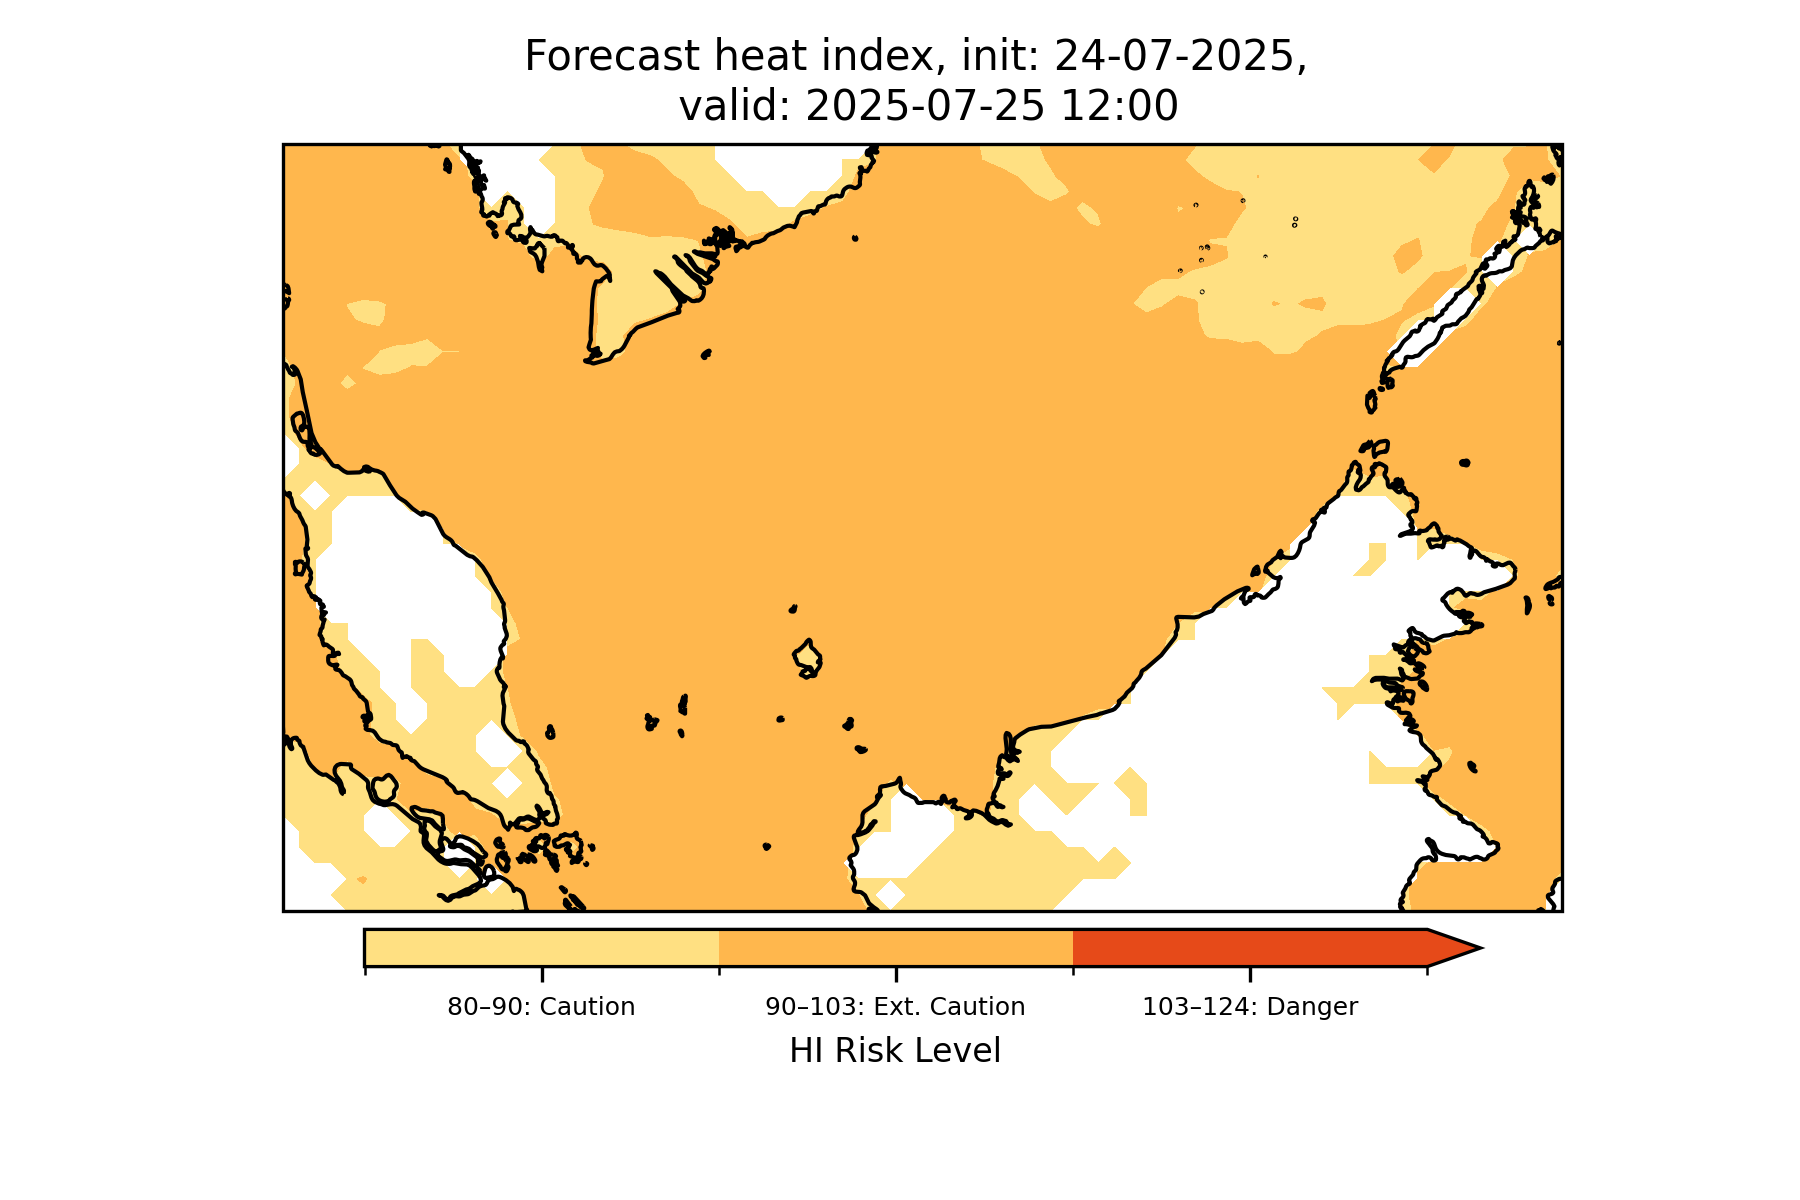 Forecast heat index, init: 24-07-2025,
valid: 2025-07-25 12:00
80–90: Caution
90–103: Ext. Caution
103–124: Danger
HI Risk Level